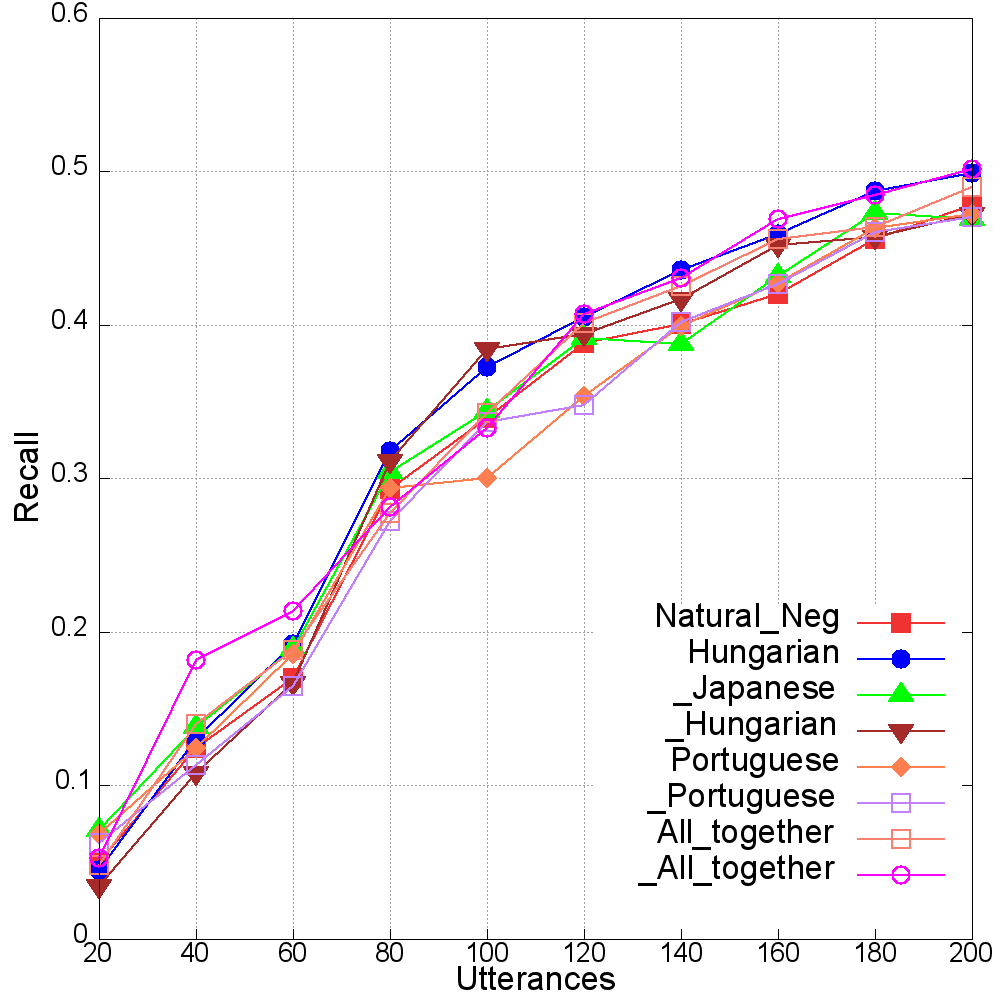 0.6
0.5
0.4
0.3
0.2
0.1
0
Recall
Natural_Neg
Hungarian
_Japanese
_Hungarian
Portuguese
_Portuguese
All_together
_All_together
20 40 60 80 100 120 140 160 180 200
Utterances